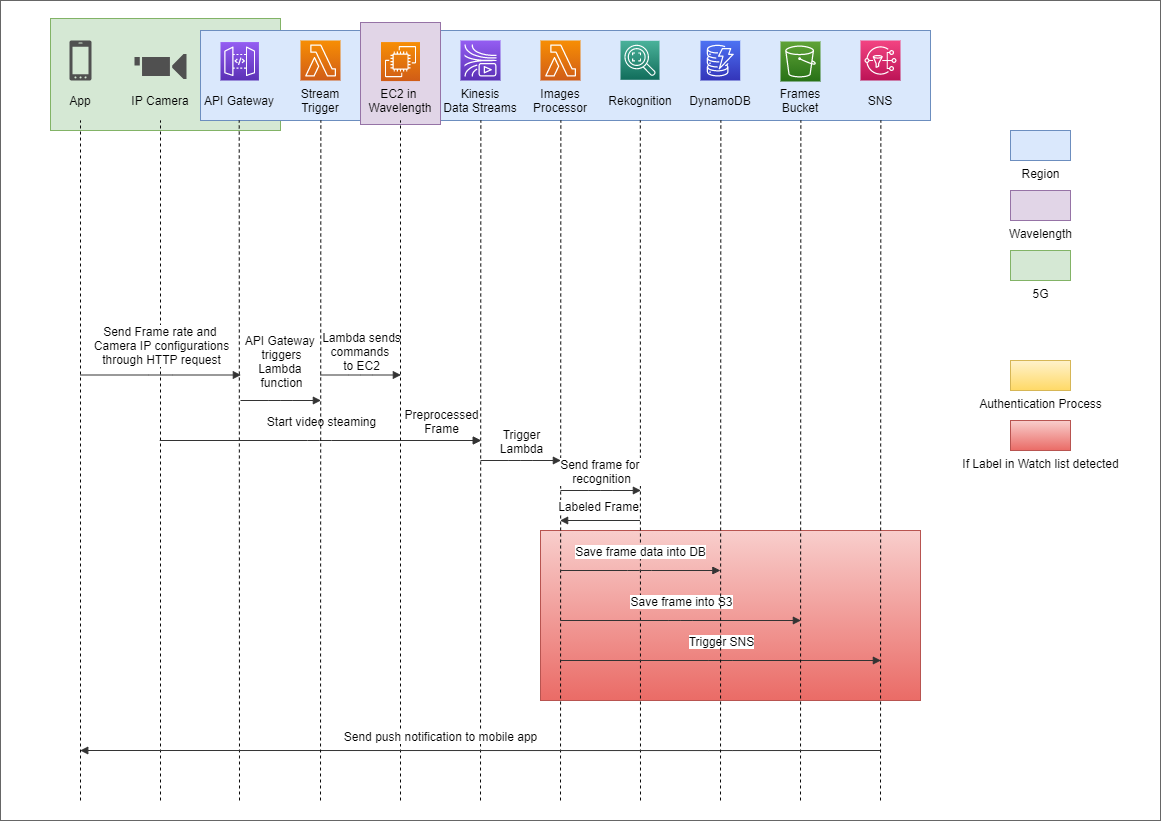 App
IP Camera
API Gateway
Stream
Trigger
EC2 in
Wavelength
Kinesis
Data Streams
Images
Processor
Rekognition
DynamoDB
Frames
Bucket
SNS
Region
Wavelength
5G
Send Frame rate and
Camera IP configurations
through HTTP request
API Gateway
triggers
Lambda
function
Lambda sends
commands
to EC2
Authentication Process
Start video steaming
Preprocessed
Frame
Trigger
Lambda
If Label in Watch list detected
Send frame for
recognition
Labeled Frame
Save frame data into DB
Save frame into S3
Trigger SNS
Send push notification to mobile app